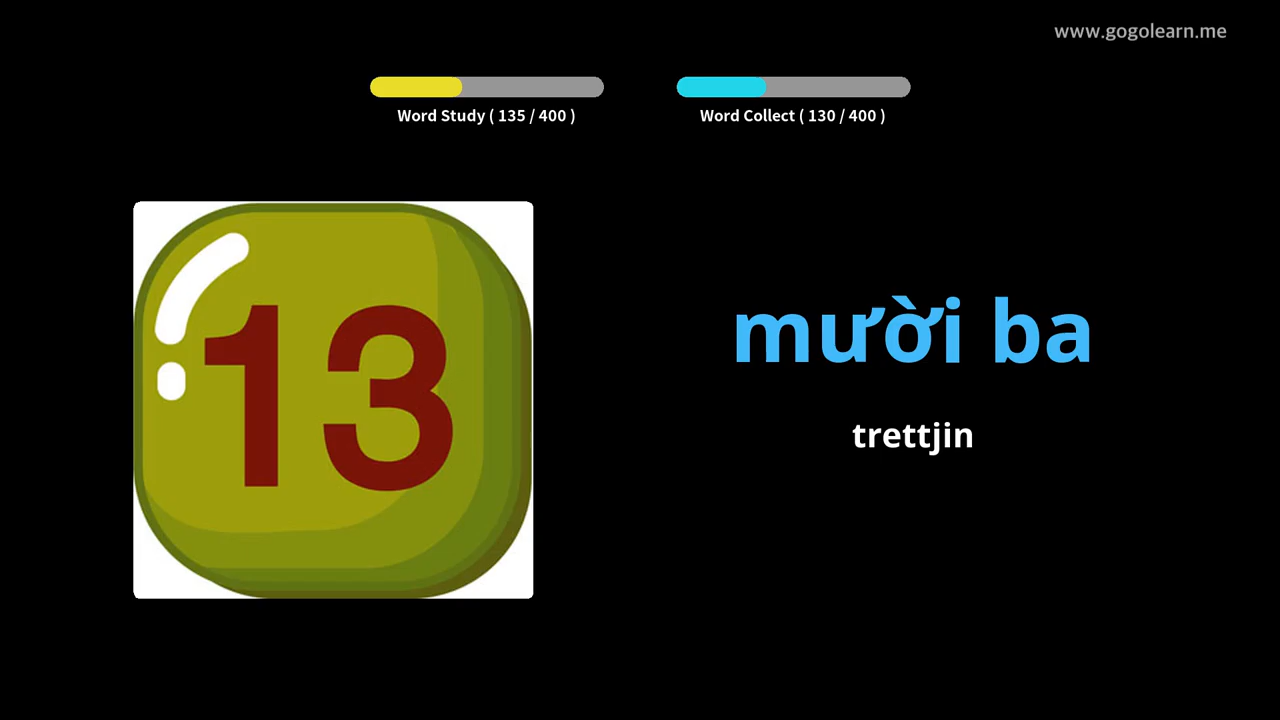 www.gogolearn.me
Word Study ( 135 / 400 )
Word Collect ( 130 / 400 )
13
mười ba
trettjin